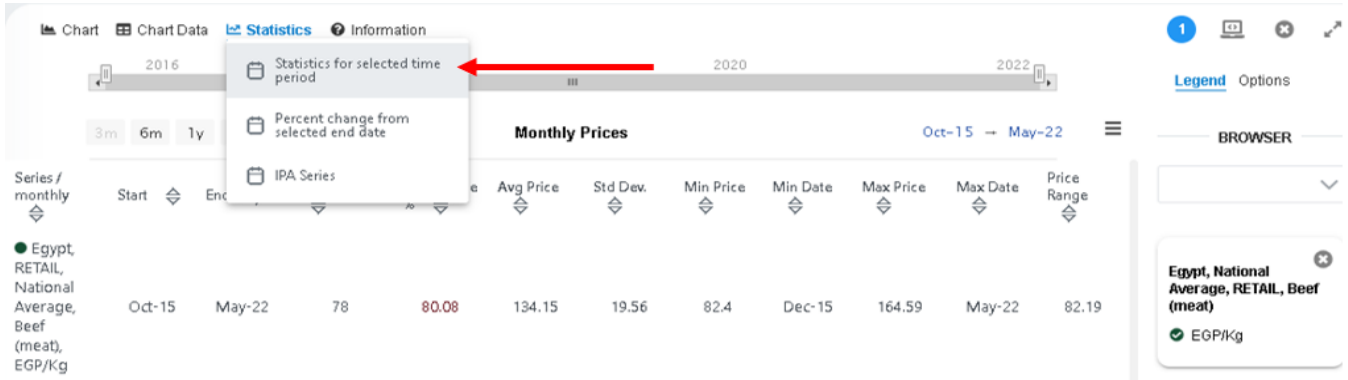 Chart Chart Data Statistics Information 1
2016 2020 2022
Statistics for selected time
period
Legend Options
Percent change from
selected end date
3m 6m 1y Monthly Prices Oct-15 → May-22
BROWSER
IPA Series
Series /
monthly
Start Avg Price Std Dev. Min Price Min Date Max Price Max Date Price
Range
%
Egypt,
RETAIL,
National
Average,
Beef
(meat),
EGP/Kg
Oct-15 May-22 78 80.08 134.15 19.56 82.4 Dec-15 164.59 May-22 82.19
Egypt, National
Average, RETAIL, Beef
(meat)
EGP/Kg